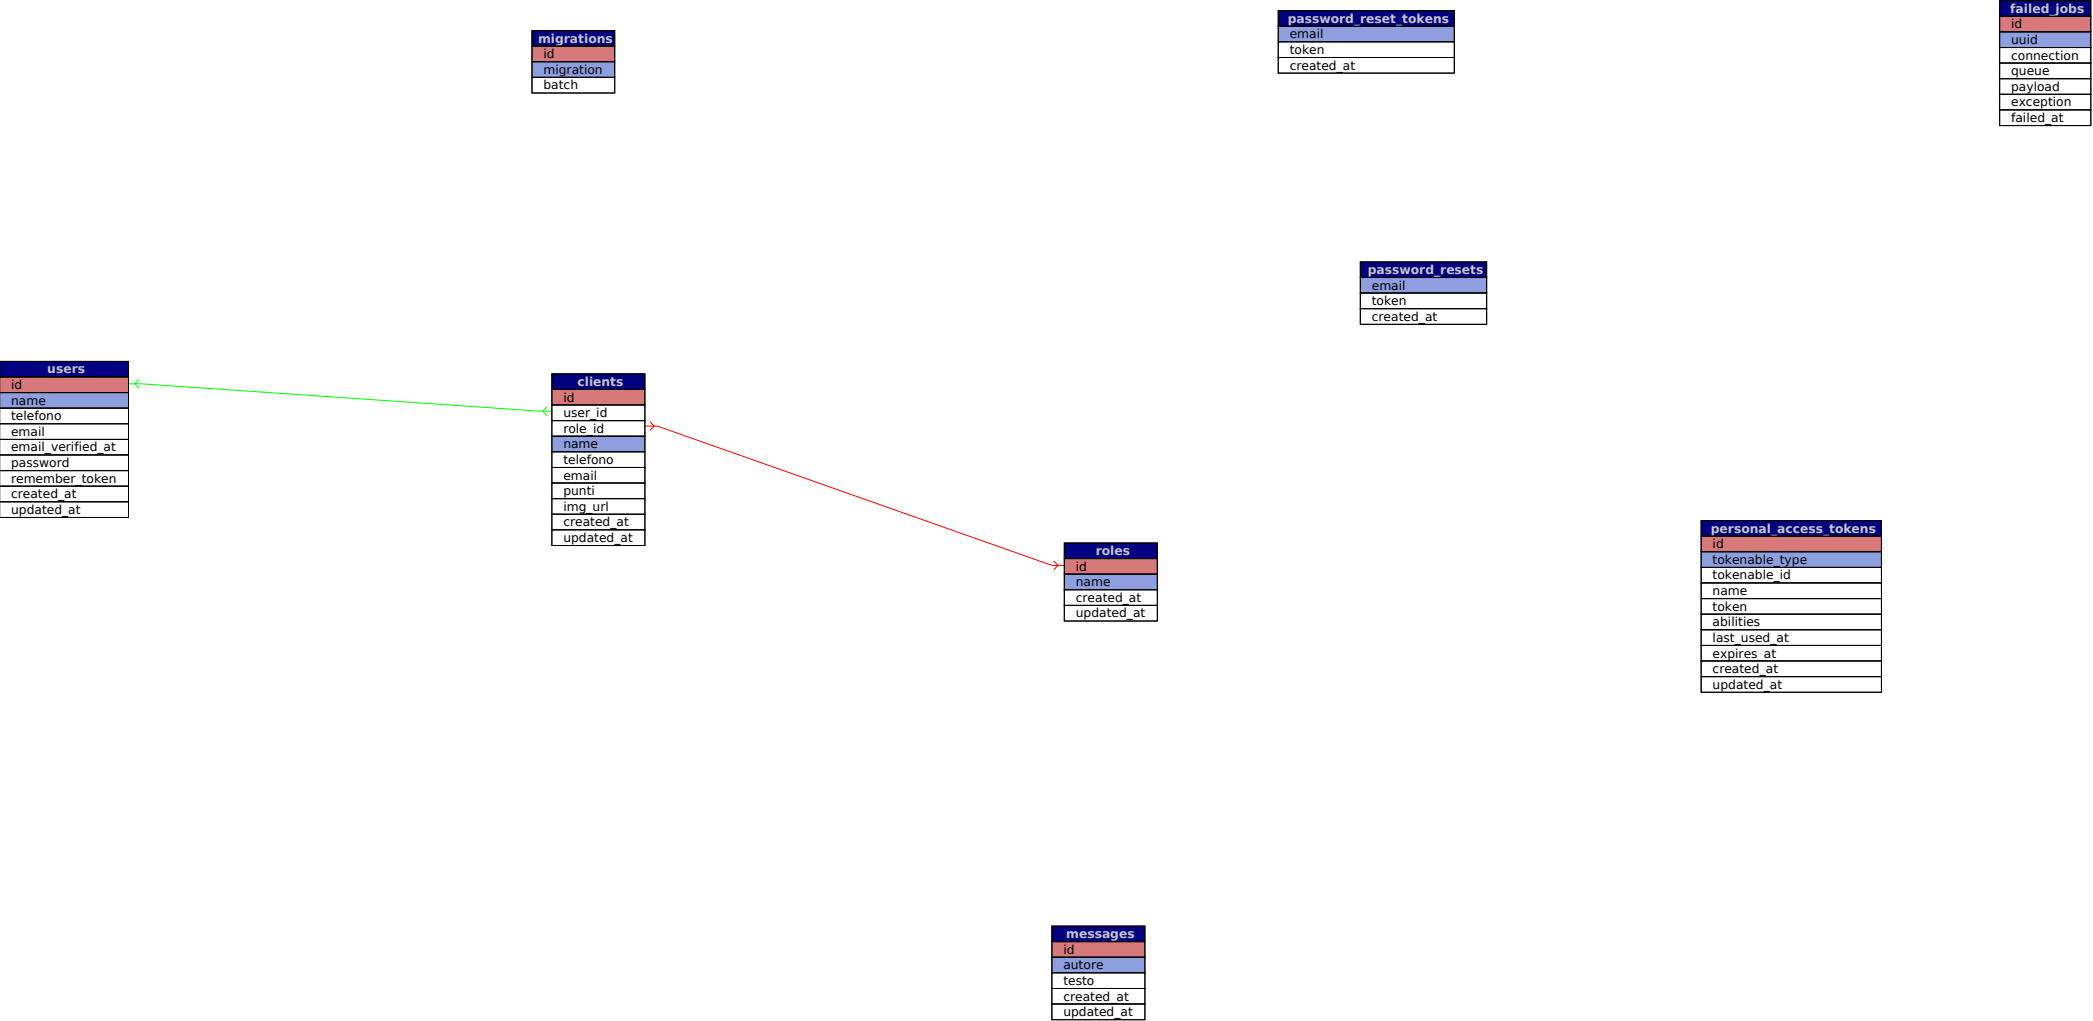 migrations
id
migration
batch
password_reset_tokens
email
token
created_at
failed_jobs
id
uuid
connection
queue
payload
exception
failed_at
password_resets
email
token
created_at
users
id
name
telefono
email
email_verified_at
password
remember_token
created_at
updated_at
clients
id
user_id
role_id
name
telefono
email
punti
img_url
created_at
updated_at
roles
id
name
created_at
updated_at
personal_access_tokens
id
tokenable_type
tokenable_id
name
token
abilities
last_used_at
expires_at
created_at
updated_at
messages
id
autore
testo
created_at
updated_at